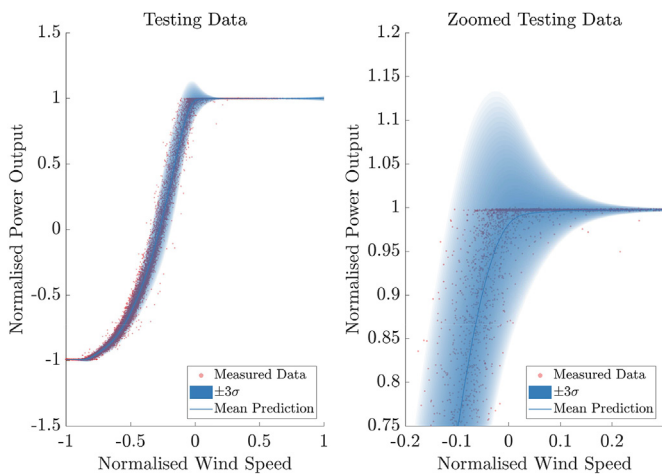 Testing Data
Normalised Power Output
1.5
1
0.5
0
-0.5
-1
-1.5
-1
-0.5
0
0.5
1
Normalised Wind Speed
Measured Data
±3σ
Mean Prediction
Zoomed Testing Data
Normalised Power Output
1.2
1.15
1.1
1.05
1
0.95
0.9
0.85
0.8
0.75
-0.2
-0.1
0
0.1
0.2
Normalised Wind Speed
Measured Data
±3σ
Mean Prediction